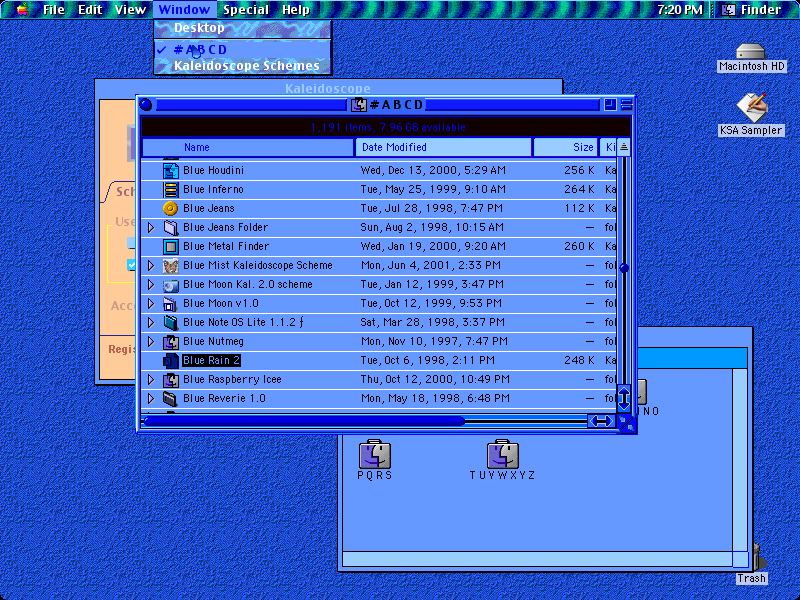 File Edit View Window Special Help 7:20 PM Finder
Desktop
✓ #ABCD
Kaleidoscope Schemes
Macintosh HD
KSA Sampler
Kaleidoscope
#ABCD
1,191 items, 7.96 GB available
Name Date Modified Size Ki
Blue Houdini Wed, Dec 13, 2000, 5:29 AM 256 K Ka
Blue Inferno Tue, May 25, 1999, 9:10 AM 264 K Ka
Blue Jeans Tue, Jul 28, 1998, 7:47 PM 112 K Ka
Blue Jeans Folder Sun, Aug 2, 1998, 10:15 AM — fol
Blue Metal Finder Wed, Jan 19, 2000, 9:20 AM 260 K Ka
Blue Mist Kaleidoscope Scheme Mon, Jun 4, 2001, 2:33 PM — fol
Blue Moon Kal. 2.0 scheme Tue, Jan 12, 1999, 3:47 PM — fol
Blue Moon v1.0 Tue, Oct 12, 1999, 9:53 PM — fol
Blue Note OS Lite 1.1.2 ƒ Sat, Mar 28, 1998, 3:37 PM — fol
Blue Nutmeg Mon, Nov 10, 1997, 7:47 PM — fol
Blue Rain 2 Tue, Oct 6, 1998, 2:11 PM 248 K Ka
Blue Raspberry Icee Thu, Oct 12, 2000, 10:49 PM — fol
Blue Reverie 1.0 Mon, May 18, 1998, 6:48 PM — fol
Sch
Use
Acce
Regis
NO
PQRS
TUVWXYZ
Trash